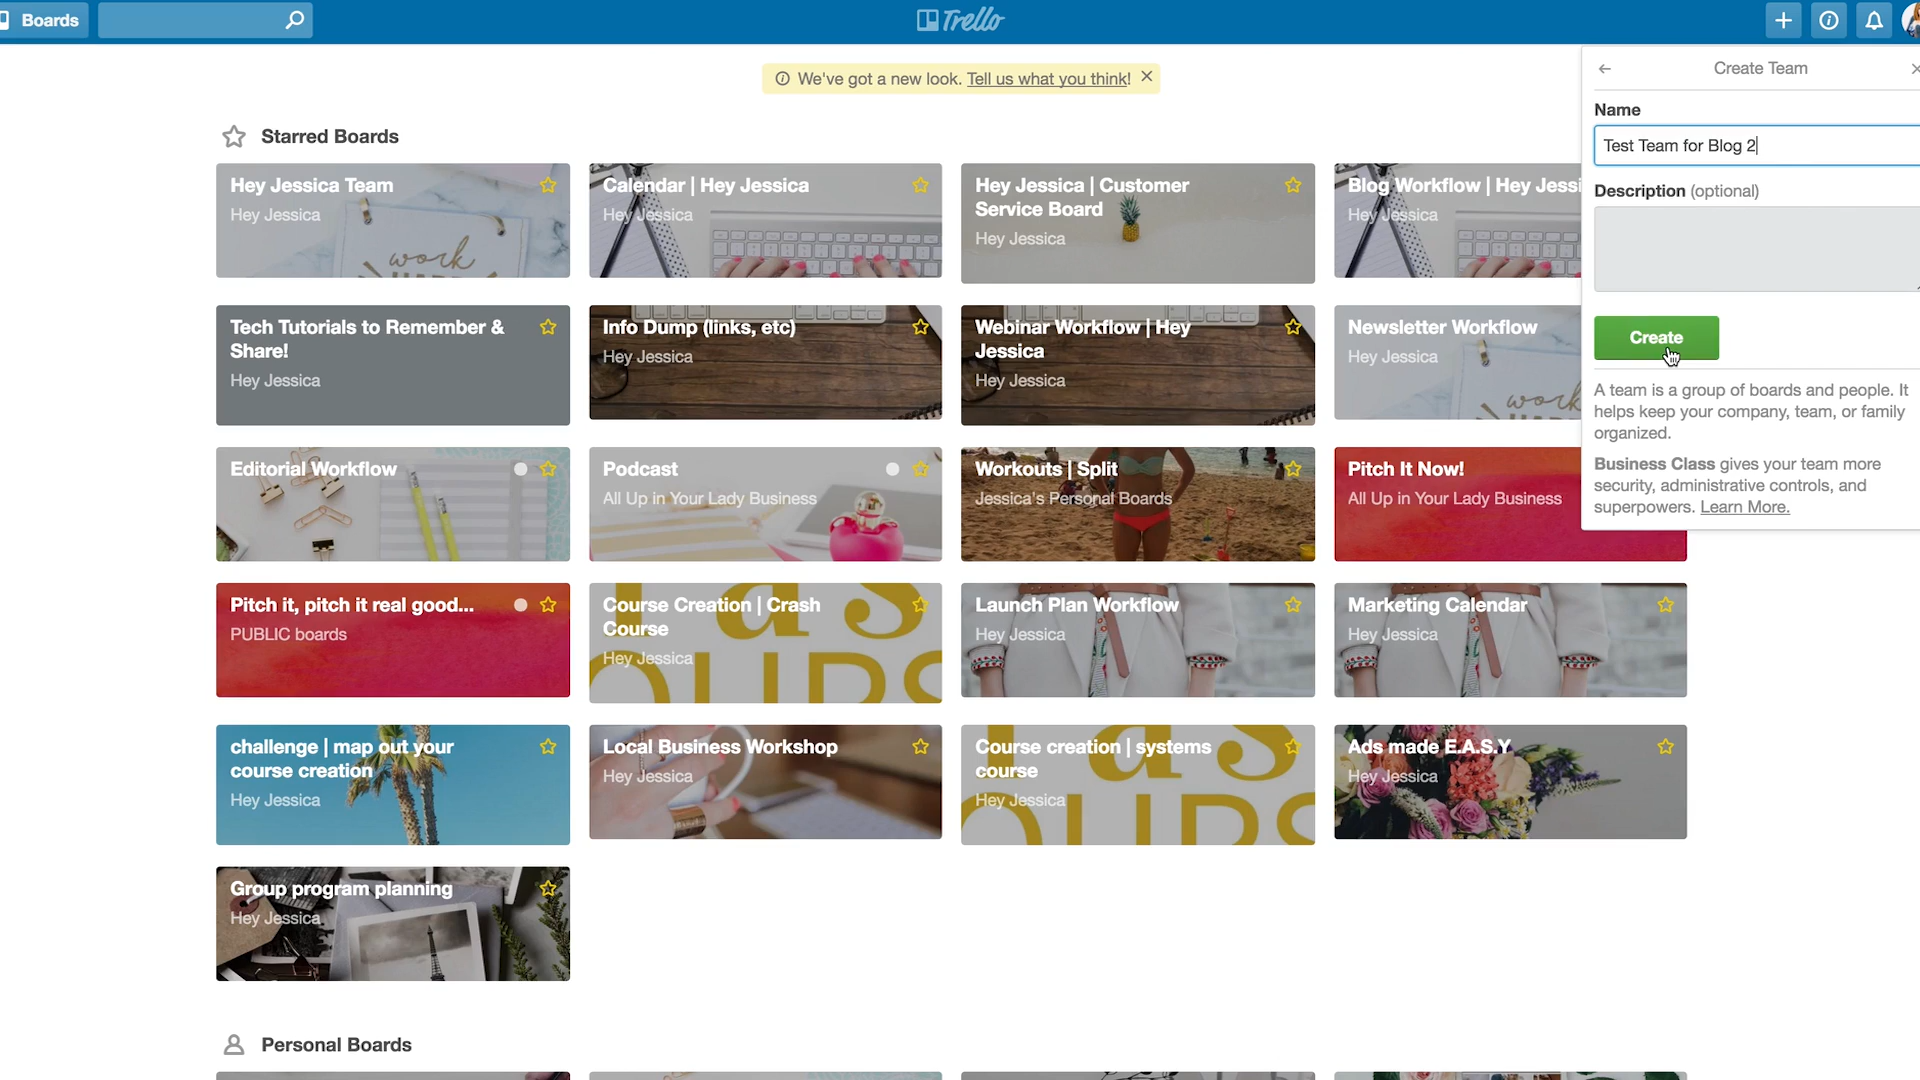 Boards
Trello
We've got a new look. Tell us what you think!
Create Team
Name
Test Team for Blog 2
Description (optional)
Create
A team is a group of boards and people. It
helps keep your company, team, or family
organized.
Business Class gives your team more
security, administrative controls, and
superpowers. Learn More.
Starred Boards
Hey Jessica Team
Hey Jessica
work
Calendar | Hey Jessica
Hey Jessica
Hey Jessica | Customer
Service Board
Hey Jessica
Blog Workflow | Hey Jessi
Hey Jessica
Tech Tutorials to Remember &
Share!
Hey Jessica
Info Dump (links, etc)
Hey Jessica
Webinar Workflow | Hey
Jessica
Hey Jessica
Newsletter Workflow
Hey Jessica
work
Editorial Workflow
Podcast
All Up in Your Lady Business
Workouts | Split
Jessica's Personal Boards
Pitch It Now!
All Up in Your Lady Business
Pitch it, pitch it real good...
PUBLIC boards
Course Creation | Crash
Course
Hey Jessica
Launch Plan Workflow
Hey Jessica
Marketing Calendar
Hey Jessica
challenge | map out your
course creation
Hey Jessica
Local Business Workshop
Hey Jessica
Course creation | systems
course
Hey Jessica
Ads made E.A.S.Y
Hey Jessica
Group program planning
Hey Jessica
Personal Boards